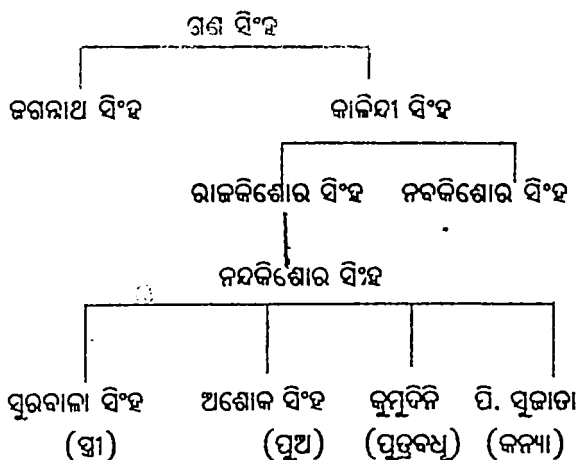 ଗଣ ସିଂହ
ଜଗନ୍ନାଥ ସିଂହ କାଳିନ୍ଦୀ ସିଂହ
ରାଜକିଶୋର ସିଂହ ନବକିଶୋର ସିଂହ
ନନ୍ଦକିଶୋର ସିଂହ
ସୁରବାଳା ସିଂହ ଅଶୋକ ସିଂହ କୁମୁଦିନି ପି. ସୁଜାତା
(ସ୍ତ୍ରୀ) (ପୁଅ) (ପୁତ୍ରବଧୂ) (କନ୍ୟା)